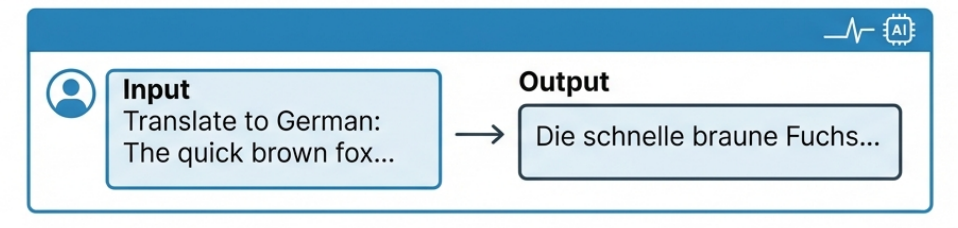 AI
Input
Translate to German:
The quick brown fox...
Output
Die schnelle braune Fuchs...